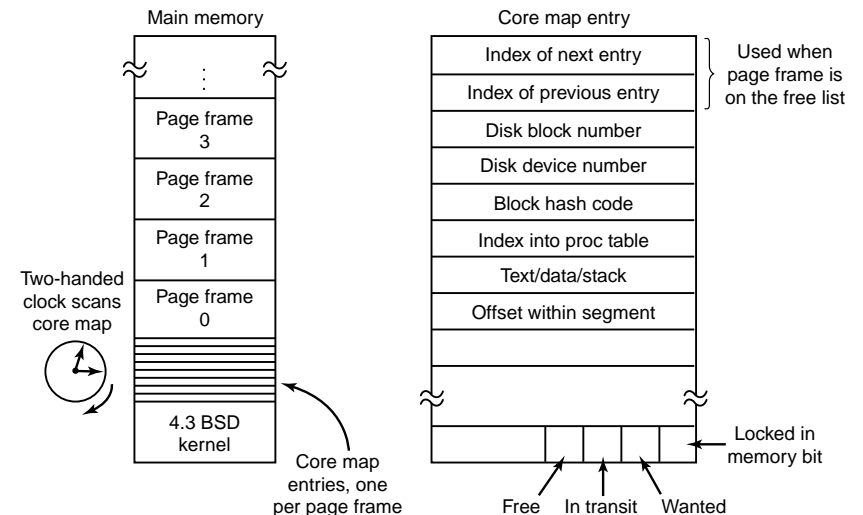 Main memory
Page frame
3
Page frame
2
Page frame
1
Page frame
0
4.3 BSD
kernel
Two-handed
clock scans
core map
Core map
entries, one
per page frame
Core map entry
Index of next entry
Index of previous entry
Disk block number
Disk device number
Block hash code
Index into proc table
Text/data/stack
Offset within segment
Used when
page frame is
on the free list
Locked in
memory bit
Free In transit Wanted